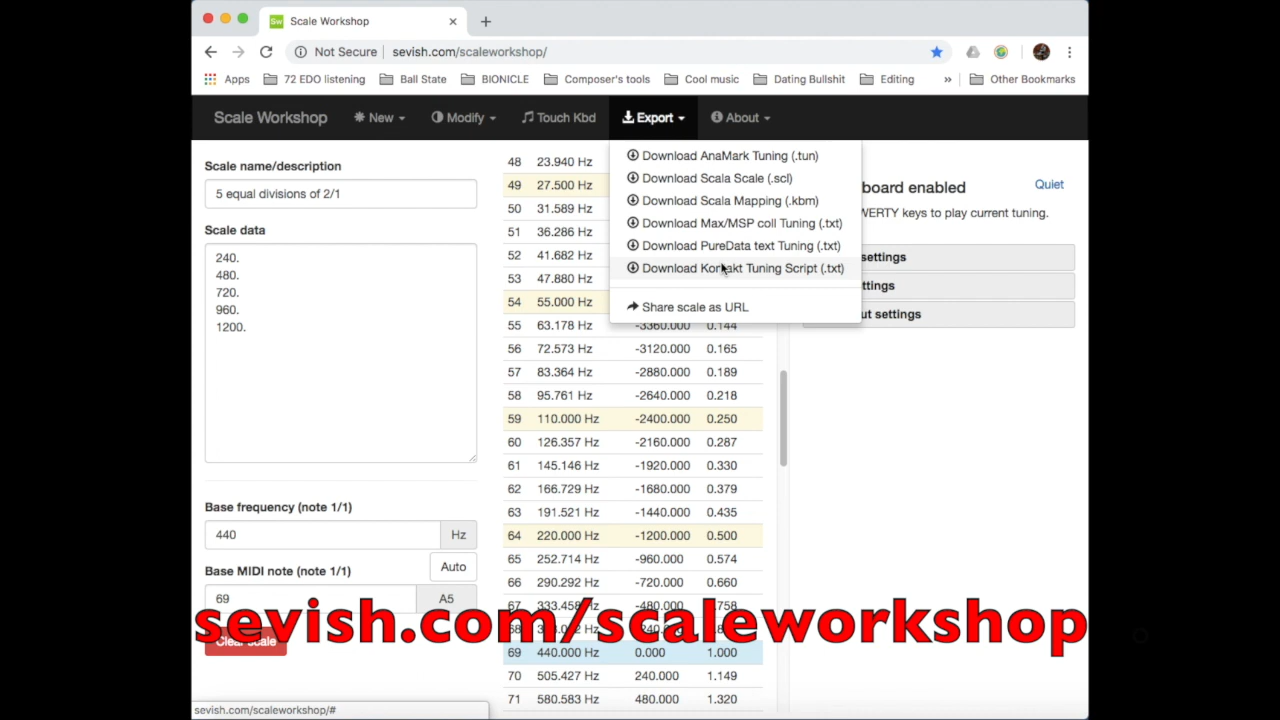 Scale Workshop
Not Secure | sevish.com/scaleworkshop/
Apps 72 EDO listening Ball State BIONICLE Composer's tools Cool music Dating Bullshit Editing » Other Bookmarks
Scale Workshop New Modify Touch Kbd Export About
Scale name/description
5 equal divisions of 2/1
Scale data
240.
480.
720.
960.
1200.
Base frequency (note 1/1)
440 Hz
Auto
Base MIDI note (note 1/1)
69 A5
Clear scale
48 23.940 Hz
49 27.500 Hz
50 31.589 Hz
51 36.286 Hz
52 41.682 Hz
53 47.880 Hz
54 55.000 Hz
55 63.178 Hz -3360.000 0.144
56 72.573 Hz -3120.000 0.165
57 83.364 Hz -2880.000 0.189
58 95.761 Hz -2640.000 0.218
59 110.000 Hz -2400.000 0.250
60 126.357 Hz -2160.000 0.287
61 145.146 Hz -1920.000 0.330
62 166.729 Hz -1680.000 0.379
63 191.521 Hz -1440.000 0.435
64 220.000 Hz -1200.000 0.500
65 252.714 Hz -960.000 0.574
66 290.292 Hz -720.000 0.660
67 333.458 Hz -480.000 .758
68
69 440.000 Hz 0.000 1.000
70 505.427 Hz 240.000 1.149
71 580.583 Hz 480.000 1.320
Download AnaMark Tuning (.tun)
Download Scala Scale (.scl)
Download Scala Mapping (.kbm)
Download Max/MSP coll Tuning (.txt)
Download PureData text Tuning (.txt)
Download Kontakt Tuning Script (.txt)
Share scale as URL
board enabled Quiet
WERTY keys to play current tuning.
settings
ttings
ut settings
sevish.com/scaleworkshop
sevish.com/scaleworkshop/#